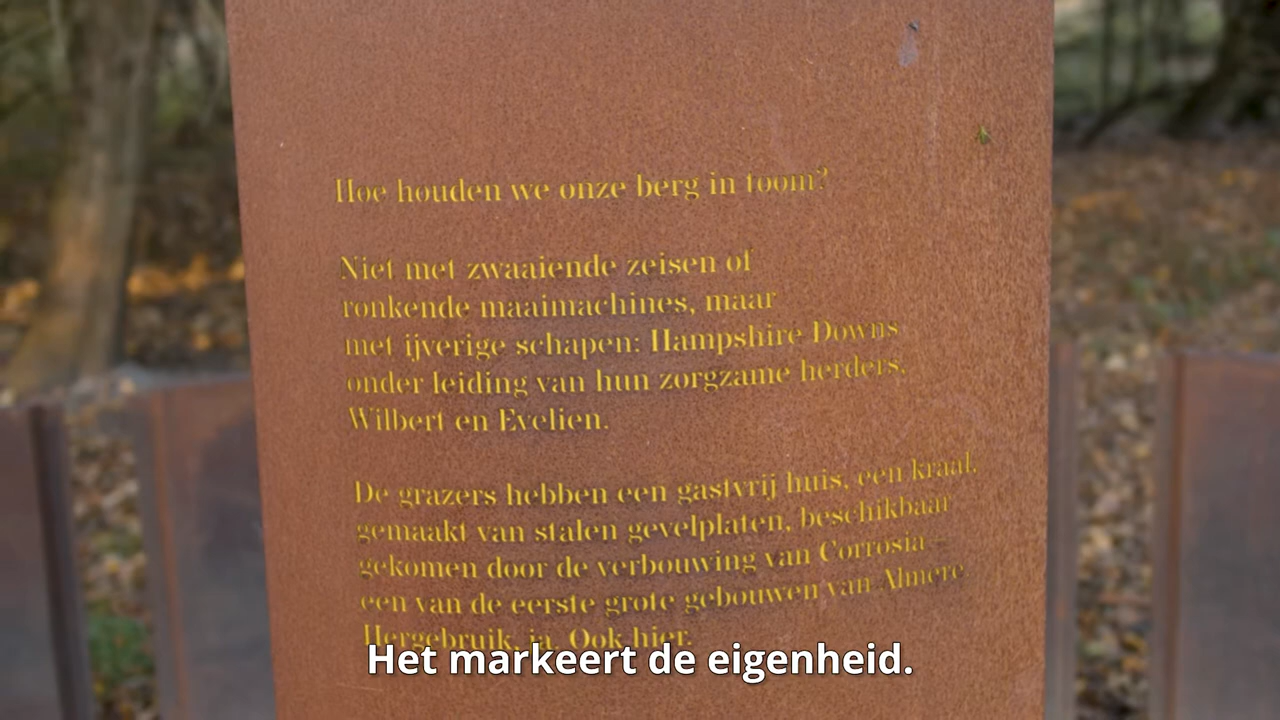 Hoe houden we onze berg in toom?
Niet met zwaaiende zeisen of
ronkende maaimachines, maar
met ijverige schapen: Hampshire Downs
onder leiding van hun zorgzame herders,
Wilbert en Evelien.
De grazers hebben een gastvrij huis, een kraal,
gemaakt van stalen gevelplaten, beschikbaar
gekomen door de verbouwing van Corrosia –
een van de eerste grote gebouwen van Almere.
Hergebruik, ja. Ook hier.
Het markeert de eigenheid.